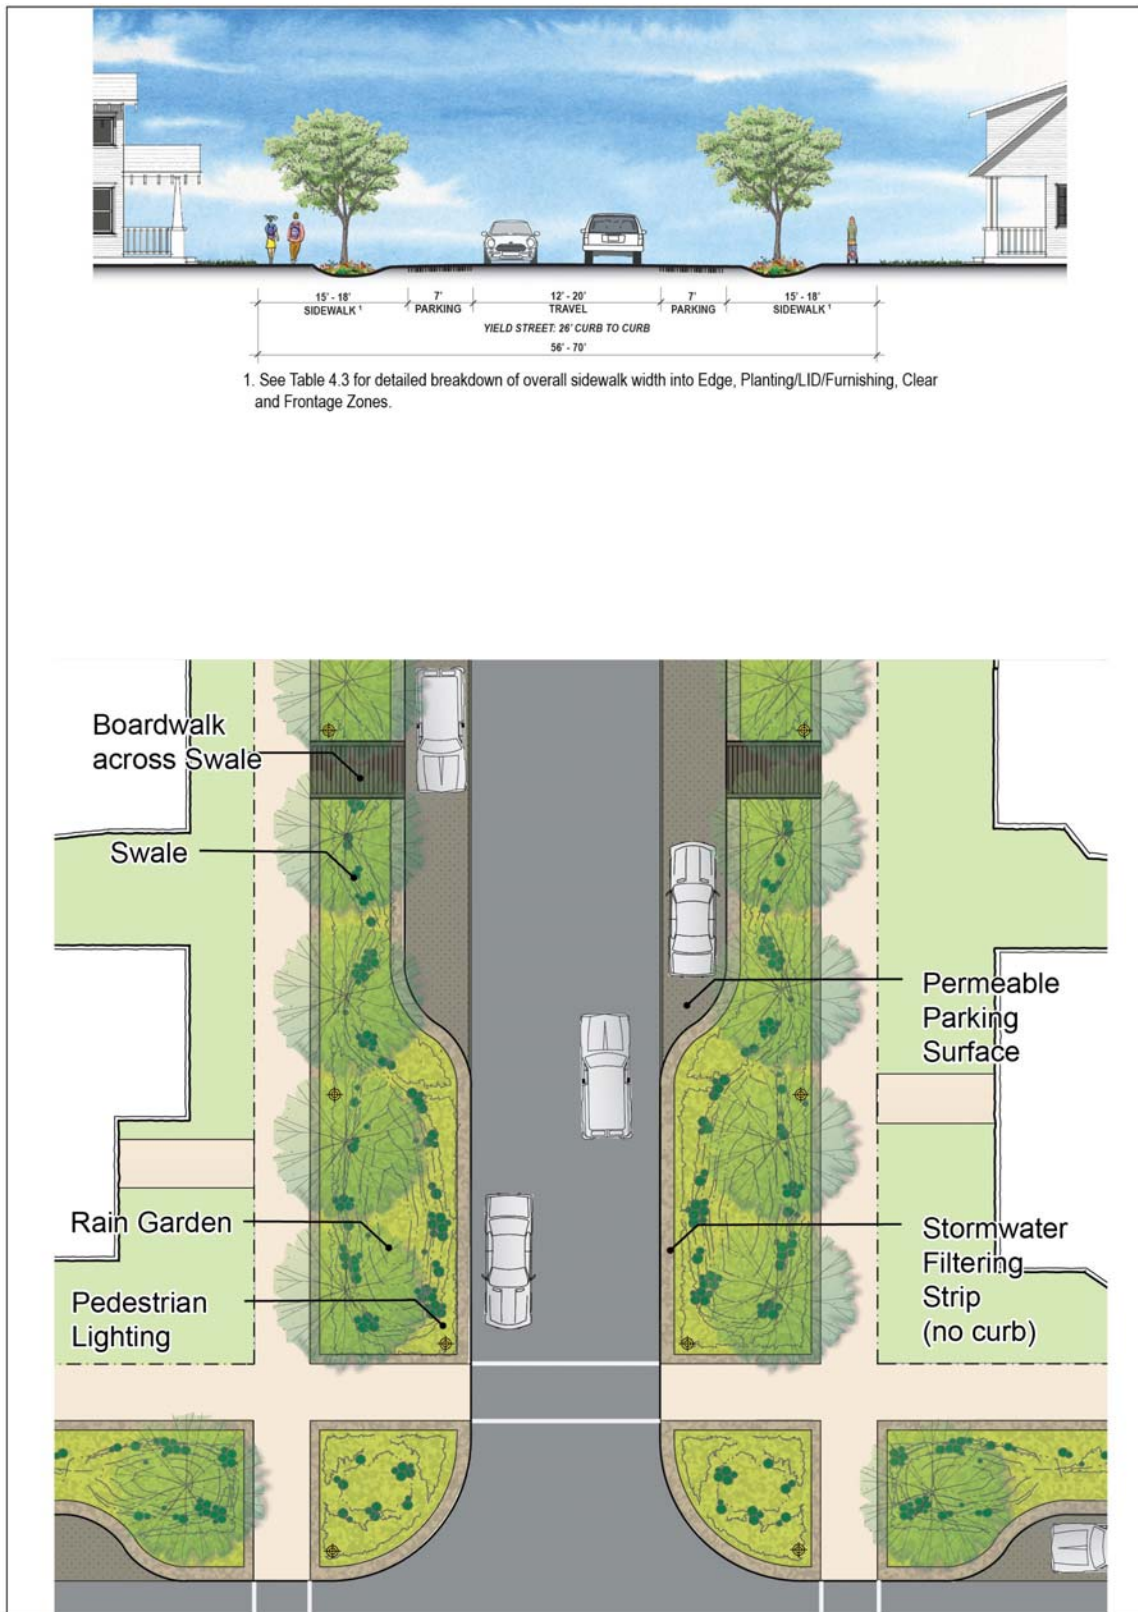 15' - 18'
SIDEWALK ¹
7'
PARKING
12' - 20'
TRAVEL
7'
PARKING
15' - 18'
SIDEWALK ¹
YIELD STREET: 26' CURB TO CURB
56' - 70'
1. See Table 4.3 for detailed breakdown of overall sidewalk width into Edge, Planting/LID/Furnishing, Clear
and Frontage Zones.
Boardwalk
across Swale
Swale
Permeable
Parking
Surface
Rain Garden
Stormwater
Filtering
Strip
(no curb)
Pedestrian
Lighting